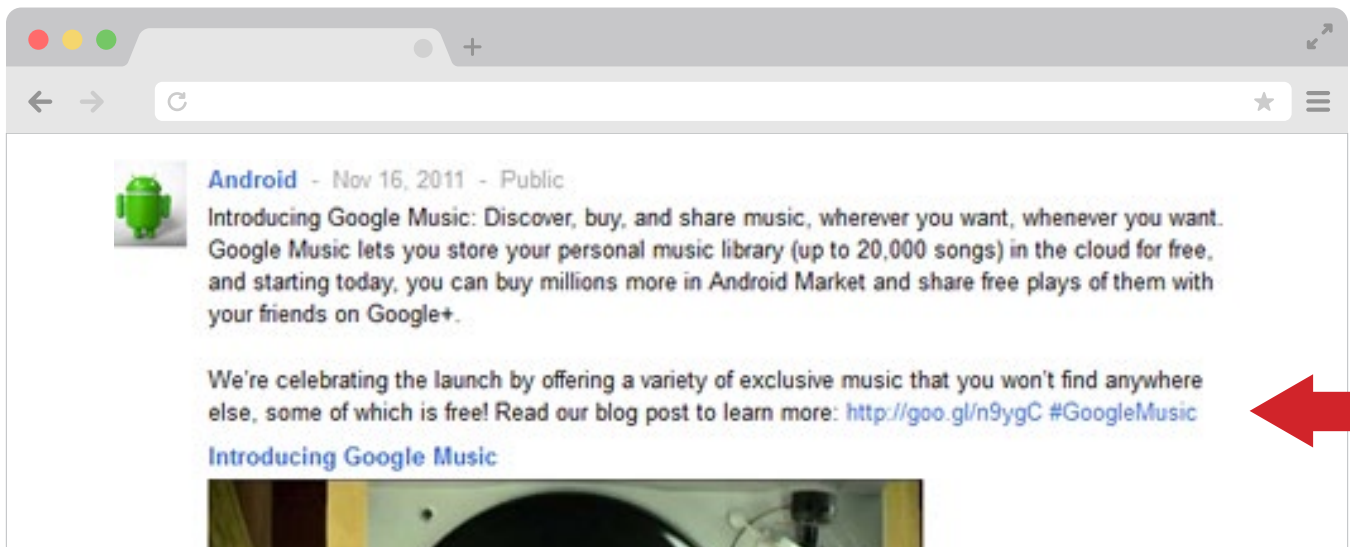 Android - Nov 16, 2011 - Public
Introducing Google Music: Discover, buy, and share music, wherever you want, whenever you want.
Google Music lets you store your personal music library (up to 20,000 songs) in the cloud for free,
and starting today, you can buy millions more in Android Market and share free plays of them with
your friends on Google+.
We're celebrating the launch by offering a variety of exclusive music that you won't find anywhere
else, some of which is free! Read our blog post to learn more: http://goo.gl/n9ygC #GoogleMusic
Introducing Google Music